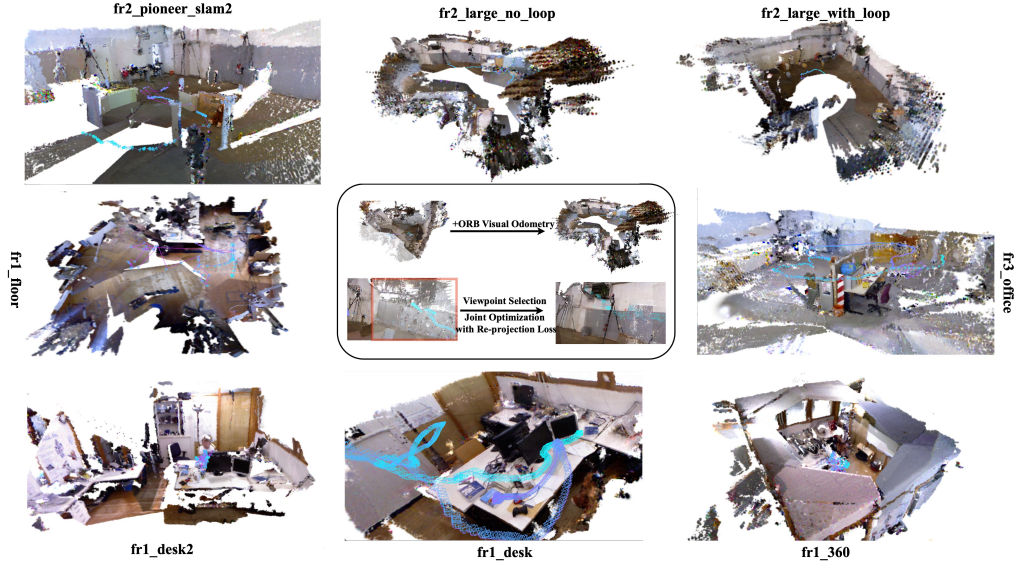 fr2_pioneer_slam2
fr2_large_no_loop
fr2_large_with_loop
fr1_floor
+ORB Visual Odometry
Viewpoint Selection
Joint Optimization
with Re-projection Loss
fr3_office
fr1_desk2
fr1_desk
fr1_360